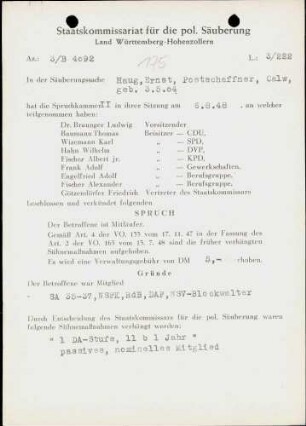 Staatskommissariat für die pol. Säuberung
Land Württemberg-Hohenzollern
Az.: 3/B 4092
175
L: 3/222
In der Säuberungssache Haug, Ernst, Postschaffner, Calw,
geb. 3.5.04
hat die Spruchkammer II in ihrer Sitzung am 6.8.48 an welcher
teilgenommen haben:
Dr. Breunger Ludwig Vorsitzender
Baumann Thomas Beisitzer — CDU,
Wizemann Karl „ — SPD,
Hahn Wilhelm „ — DVP,
Fischer Albert jr. „ — KPD,
Frank Adolf „ — Gewerkschaften,
Engelfried Adolf „ — Berufsgruppe,
Fischer Alexander „ — Berufsgruppe,
Götzendörfer Friedrich Vertreter des Staatskommissars
beschlossen und verkündet folgenden
SPRUCH
Der Betroffene ist Mitläufer.
Gemäß Art. 4 der VO. 133 vom 17. 11. 47 in der Fassung des
Art. 2 der VO. 165 vom 13. 7. 48 sind die früher verhängten
Sühnemaßnahmen aufgehoben.
Es wird eine Verwaltungsgebühr von DM 5,- erhoben.
Gründe
Der Betroffene war Mitglied
SA 35-37, NSFK, RdB, DAF, NSV-Blockwalter
Durch Entscheidung des Staatskommissars für die pol. Säuberung waren
folgende Sühnemaßnahmen verhängt worden:
" 1 DA-Stufe, 11 b 1 Jahr "
passives, nominelles Mitglied